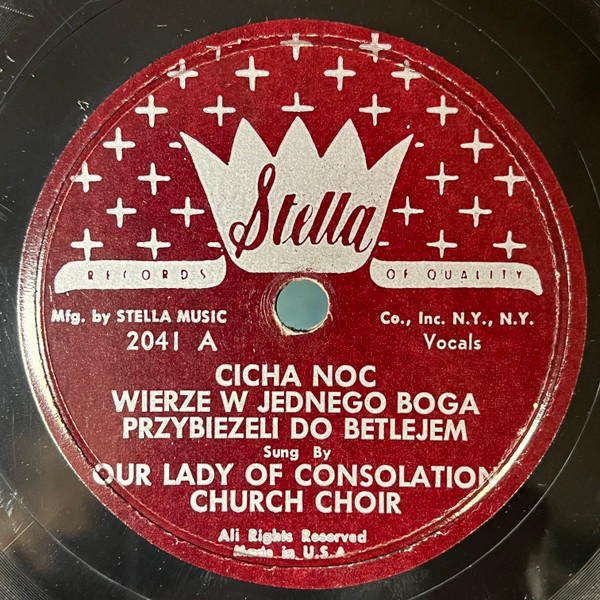 Stella
RECORDS OF QUALITY
Mfg. by STELLA MUSIC Co., Inc. N.Y., N.Y.
2041 A Vocals
CICHA NOC
WIERZE W JEDNEGO BOGA
PRZYBIEZELI DO BETLEJEM
Sung By
OUR LADY OF CONSOLATION
CHURCH CHOIR
All Rights Reserved
Made in U.S.A